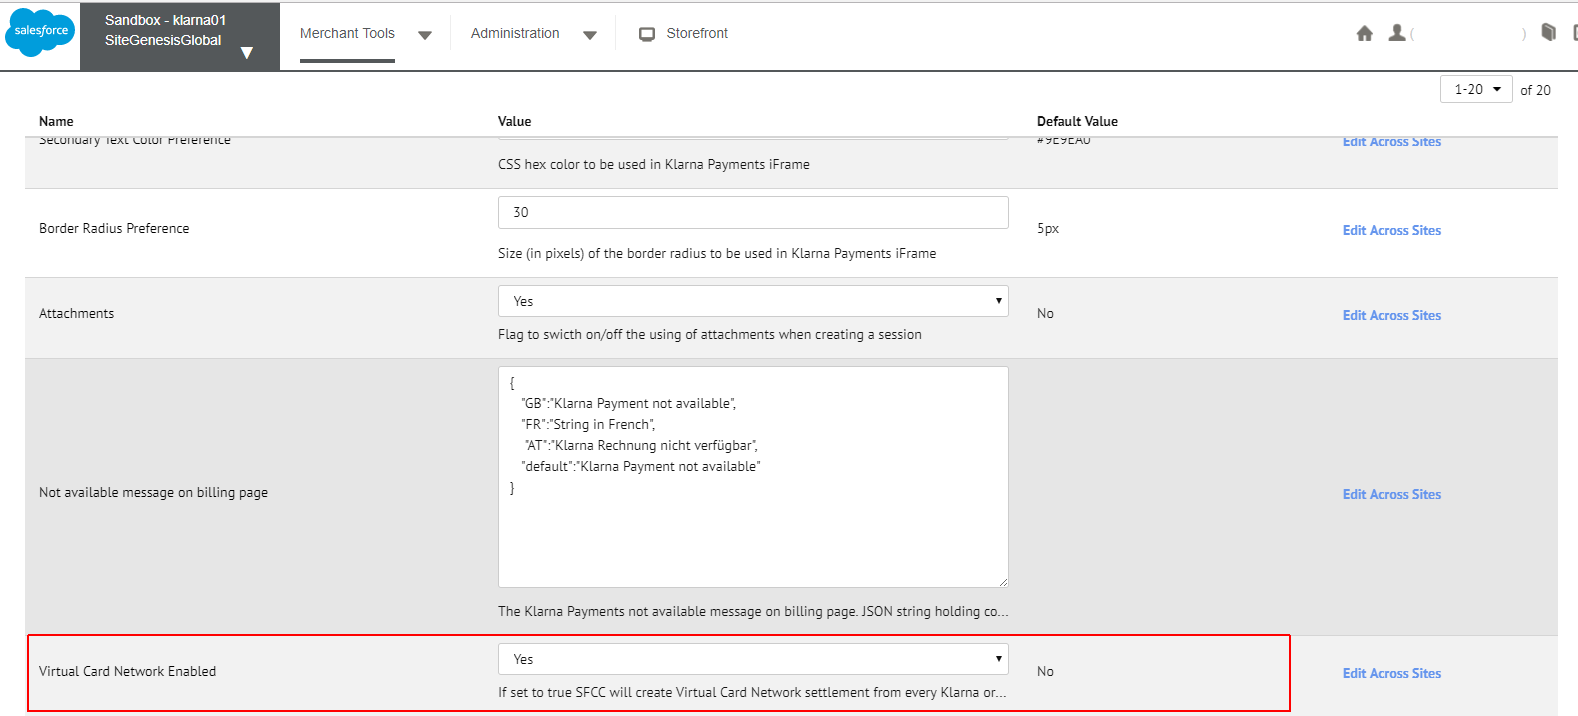 salesforce
Sandbox - klarna01
SiteGenesisGlobal
Merchant Tools
Administration
Storefront
( )
1-20 of 20
Name Value Default Value
Secondary Text Color Preference #9E9EA0 Edit Across Sites
CSS hex color to be used in Klarna Payments iFrame
Border Radius Preference 30 5px Edit Across Sites
Size (in pixels) of the border radius to be used in Klarna Payments iFrame
Attachments Yes No Edit Across Sites
Flag to swicth on/off the using of attachments when creating a session
{
"GB":"Klarna Payment not available",
"FR":"String in French",
"AT":"Klarna Rechnung nicht verfügbar",
"default":"Klarna Payment not available"
}
Not available message on billing page Edit Across Sites
The Klarna Payments not available message on billing page. JSON string holding co...
Virtual Card Network Enabled Yes No Edit Across Sites
If set to true SFCC will create Virtual Card Network settlement from every Klarna or...